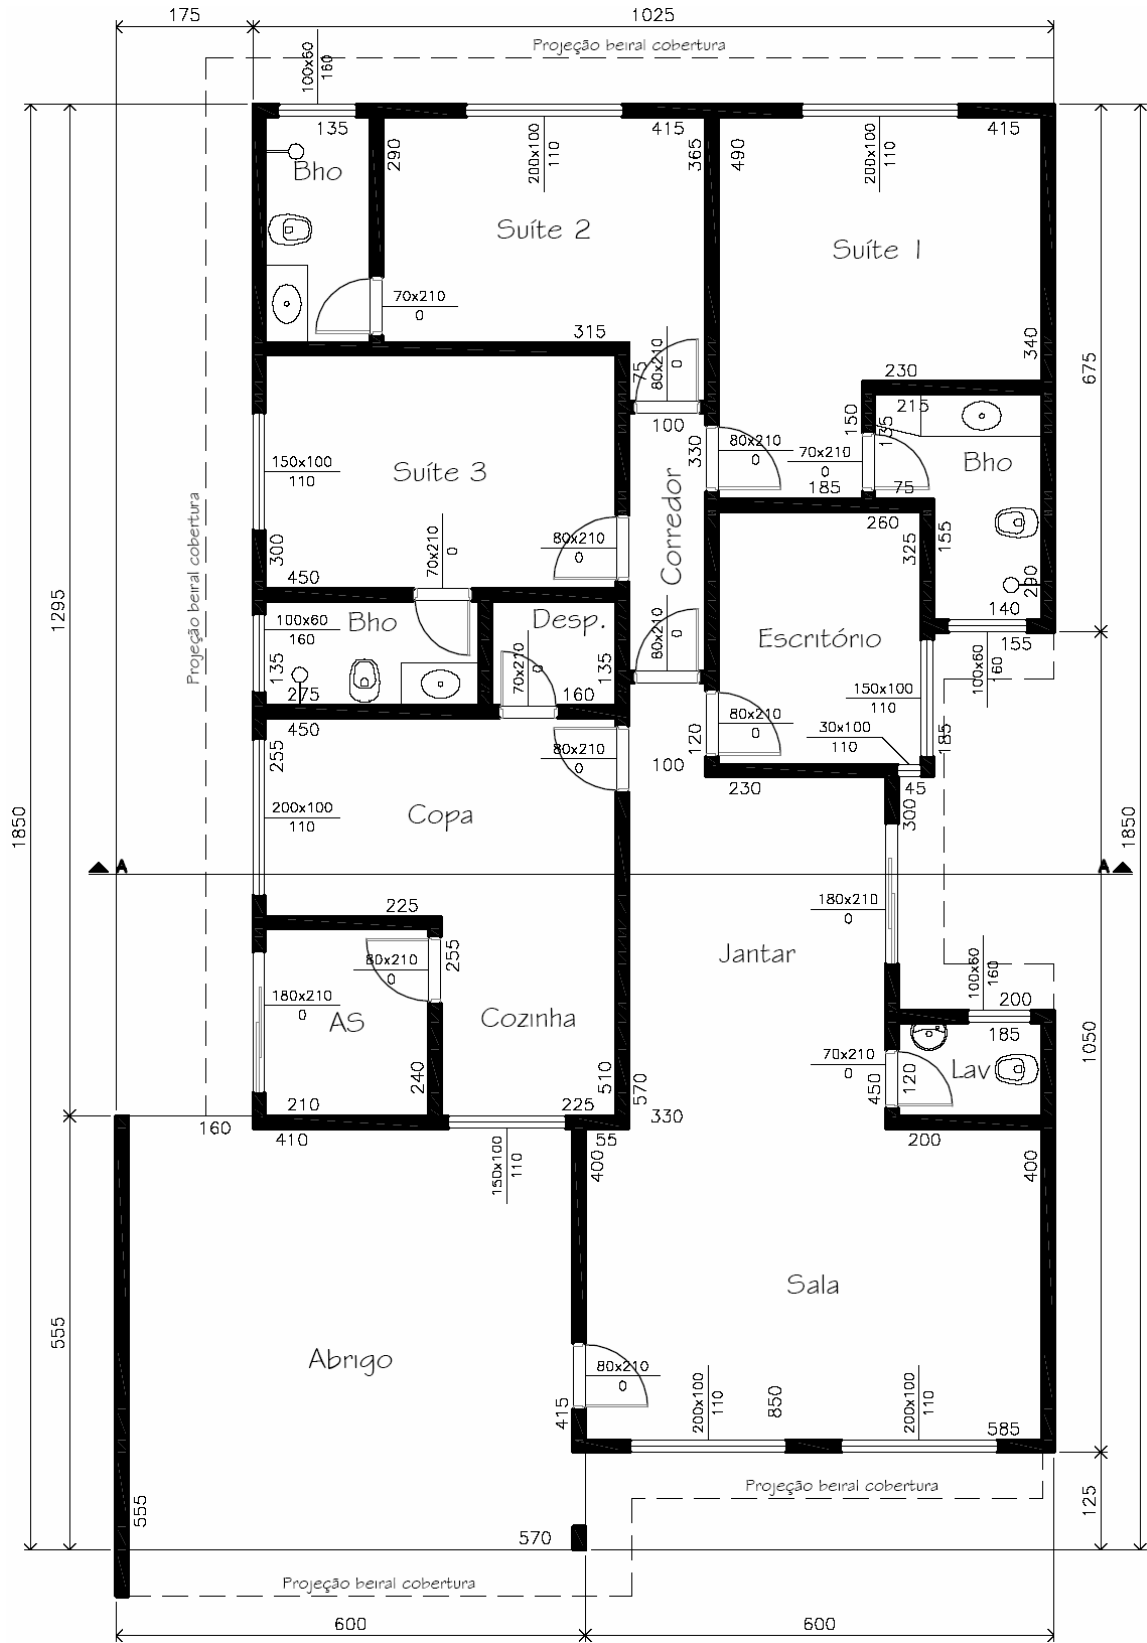 175
1025
Projeção beiral cobertura
100x60
160
135
Bho
290
200x100
110
415
365
490
200x100
110
415
Suíte 2
Suíte 1
70x210
0
315
75
80x210
0
100
340
675
230
215
150
135
Bho
80x210
0
70x210
0
185
75
330
Corredor
150x100
110
Suíte 3
Projeção beiral cobertura
300
450
70x210
0
80x210
0
260
325
155
290
140
155
100x60
160
1295
100x60
160
Bho
135
275
Desp.
70x210
0
135
160
80x210
0
Escritório
150x100
110
30x100
110
185
45
80x210
0
120
100
230
450
255
80x210
0
200x100
110
Copa
300
1850
1850
A
A
225
255
80x210
0
180x210
0
AS
Cozinha
Jantar
180x210
0
100x60
160
200
185
Lav
70x210
0
450
120
1050
240
210
225
510
570
330
160
410
55
400
200
400
150x100
110
Sala
555
Abrigo
80x210
0
415
200x100
110
850
200x100
110
585
Projeção beiral cobertura
125
555
570
Projeção beiral cobertura
600
600